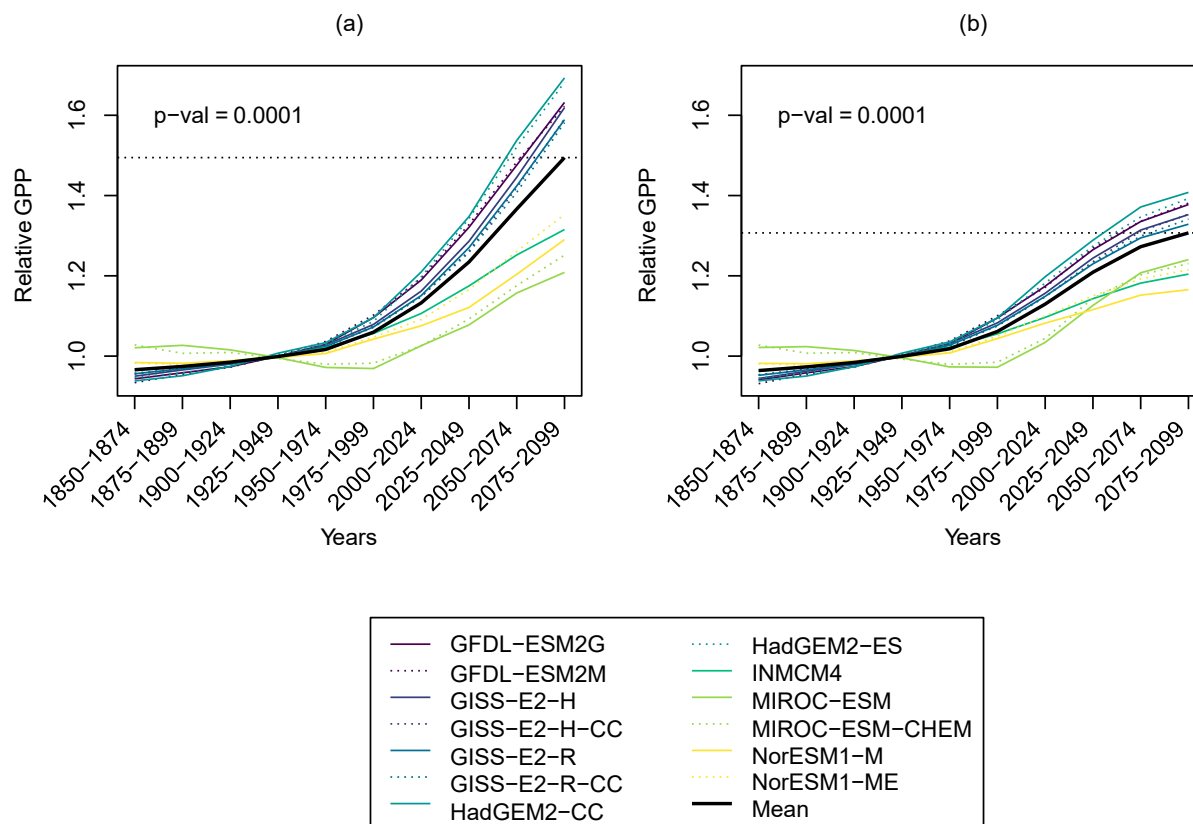 (a)
p−val = 0.0001
Relative GPP
1.0
1.2
1.4
1.6
1850−1874
1875−1899
1900−1924
1925−1949
1950−1974
1975−1999
2000−2024
2025−2049
2050−2074
2075−2099
Years
(b)
p−val = 0.0001
Relative GPP
1.0
1.2
1.4
1.6
1850−1874
1875−1899
1900−1924
1925−1949
1950−1974
1975−1999
2000−2024
2025−2049
2050−2074
2075−2099
Years
GFDL−ESM2G
GFDL−ESM2M
GISS−E2−H
GISS−E2−H−CC
GISS−E2−R
GISS−E2−R−CC
HadGEM2−CC
HadGEM2−ES
INMCM4
MIROC−ESM
MIROC−ESM−CHEM
NorESM1−M
NorESM1−ME
Mean